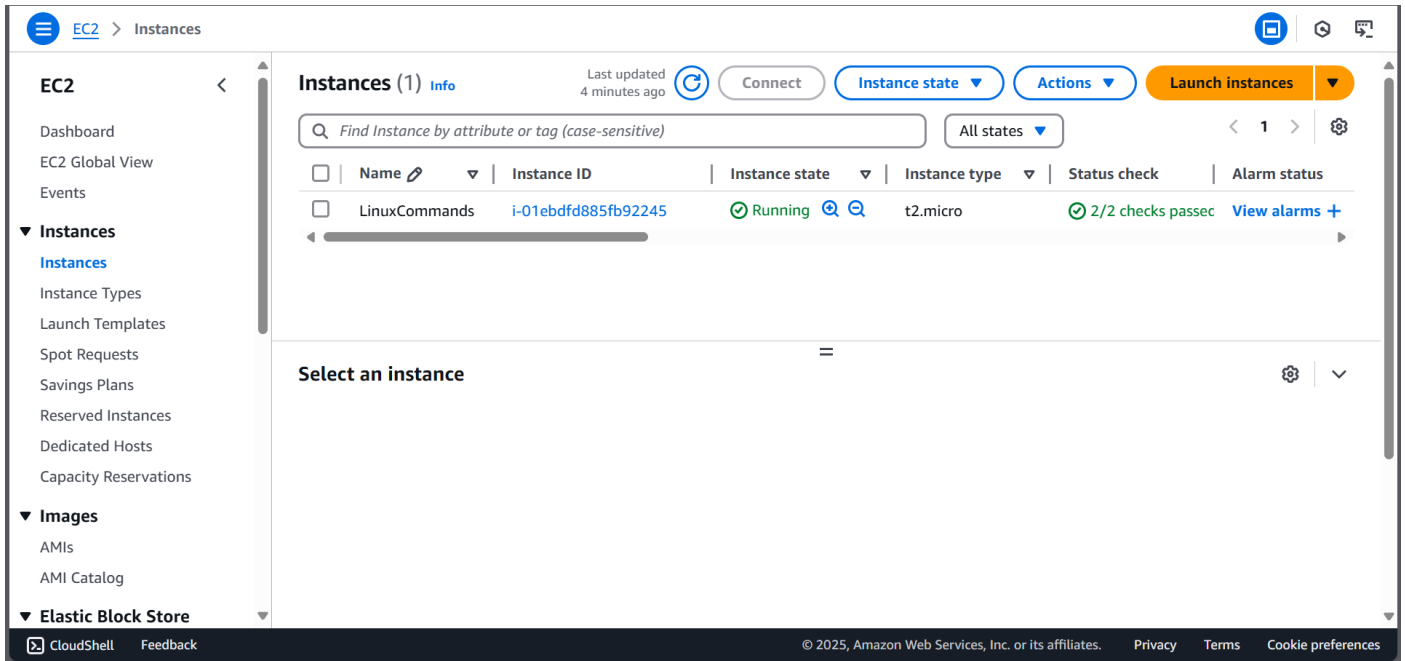 EC2 > Instances
EC2
Dashboard
EC2 Global View
Events
Instances
Instances
Instance Types
Launch Templates
Spot Requests
Savings Plans
Reserved Instances
Dedicated Hosts
Capacity Reservations
Images
AMIs
AMI Catalog
Elastic Block Store
Instances (1) Info
Last updated
4 minutes ago
Connect
Instance state
Actions
Launch instances
Find Instance by attribute or tag (case-sensitive)
All states
1
Name Instance ID Instance state Instance type Status check Alarm status
LinuxCommands i-01ebdfd885fb92245 Running t2.micro 2/2 checks passec View alarms +
Select an instance
CloudShell Feedback © 2025, Amazon Web Services, Inc. or its affiliates. Privacy Terms Cookie preferences